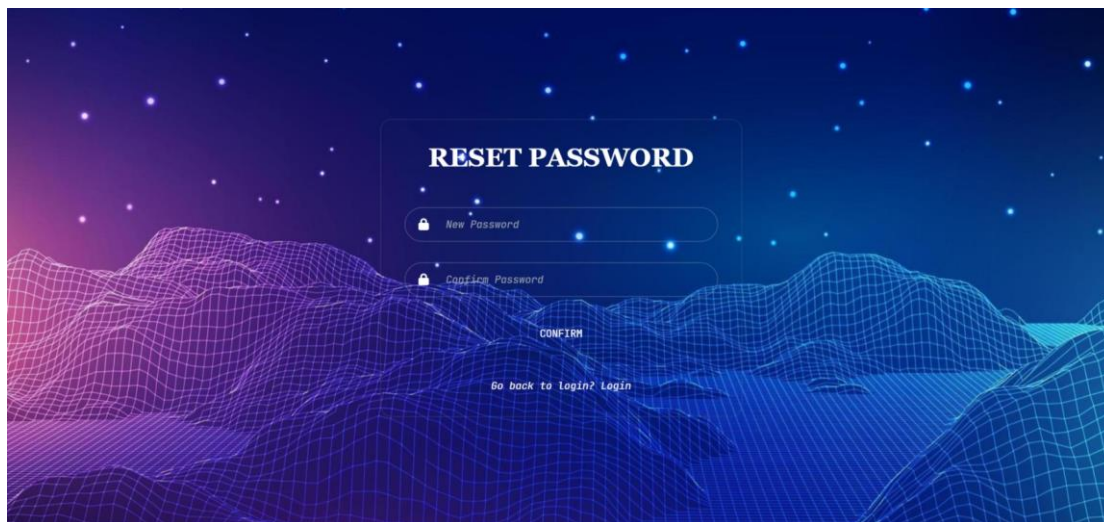 RESET PASSWORD
New Password
Confirm Password
CONFIRM
Go back to login? Login